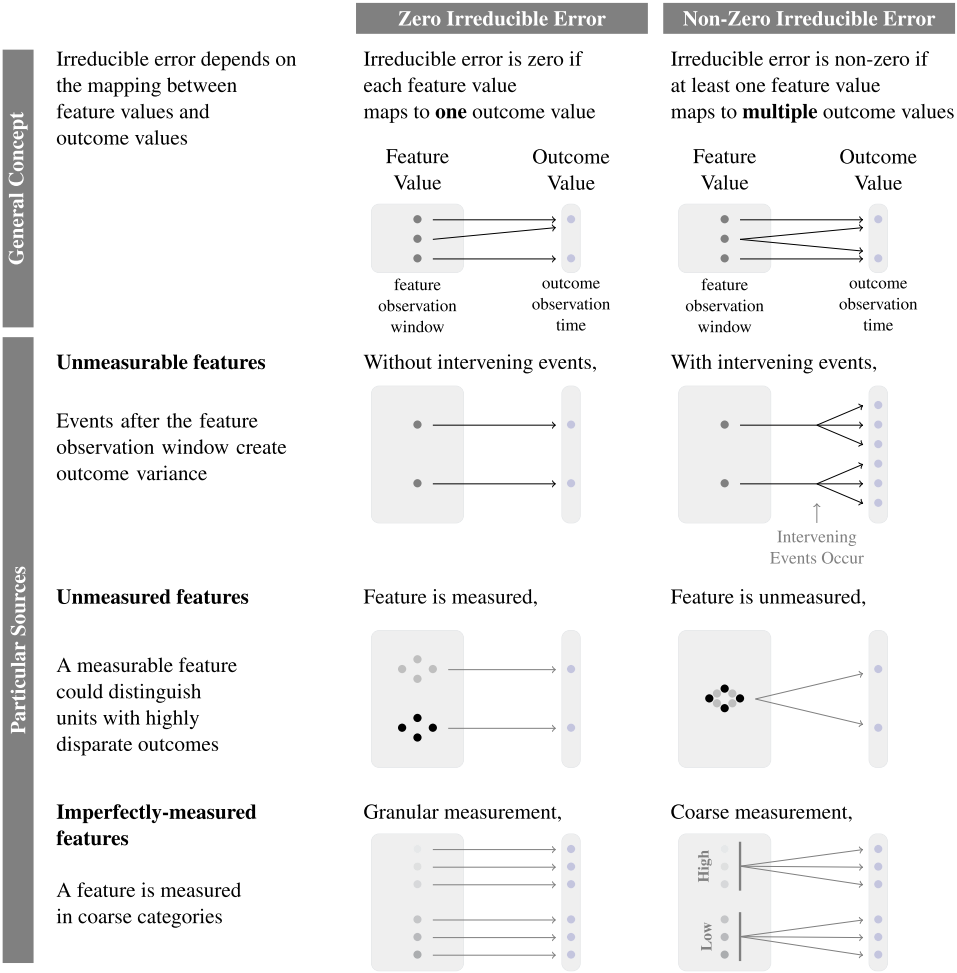 Zero Irreducible Error
Non-Zero Irreducible Error
General Concept
Irreducible error depends on
the mapping between
feature values and
outcome values
Irreducible error is zero if
each feature value
maps to one outcome value
Feature
Value
Outcome
Value
feature
observation
window
outcome
observation
time
Irreducible error is non-zero if
at least one feature value
maps to multiple outcome values
Feature
Value
Outcome
Value
feature
observation
window
outcome
observation
time
Particular Sources
Unmeasurable features
Events after the feature
observation window create
outcome variance
Without intervening events,
With intervening events,
Intervening
Events Occur
Unmeasured features
A measurable feature
could distinguish
units with highly
disparate outcomes
Feature is measured,
Feature is unmeasured,
Imperfectly-measured
features
A feature is measured
in coarse categories
Granular measurement,
Coarse measurement,
High
Low